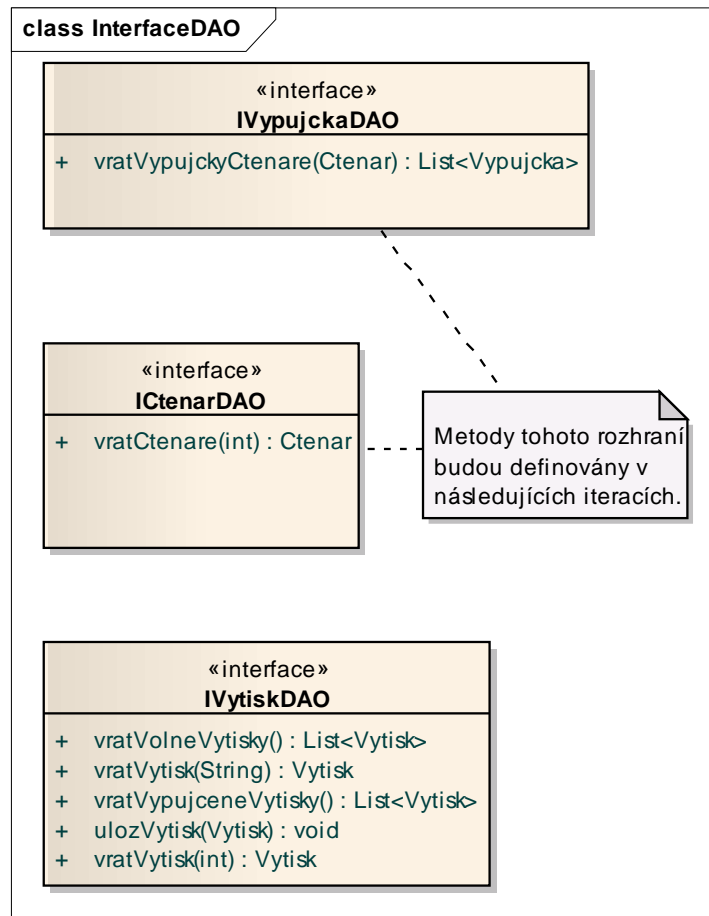 class InterfaceDAO
«interface»
IVypujckaDAO
+ vratVypujckyCtenare(Ctenar) : List<Vypujcka>
«interface»
ICtenarDAO
+ vratCtenare(int) : Ctenar
Metody tohoto rozhraní
budou definovány v
následujících iteracích.
«interface»
IVytiskDAO
+ vratVolneVytisky() : List<Vytisk>
+ vratVytisk(String) : Vytisk
+ vratVypujceneVytisky() : List<Vytisk>
+ ulozVytisk(Vytisk) : void
+ vratVytisk(int) : Vytisk